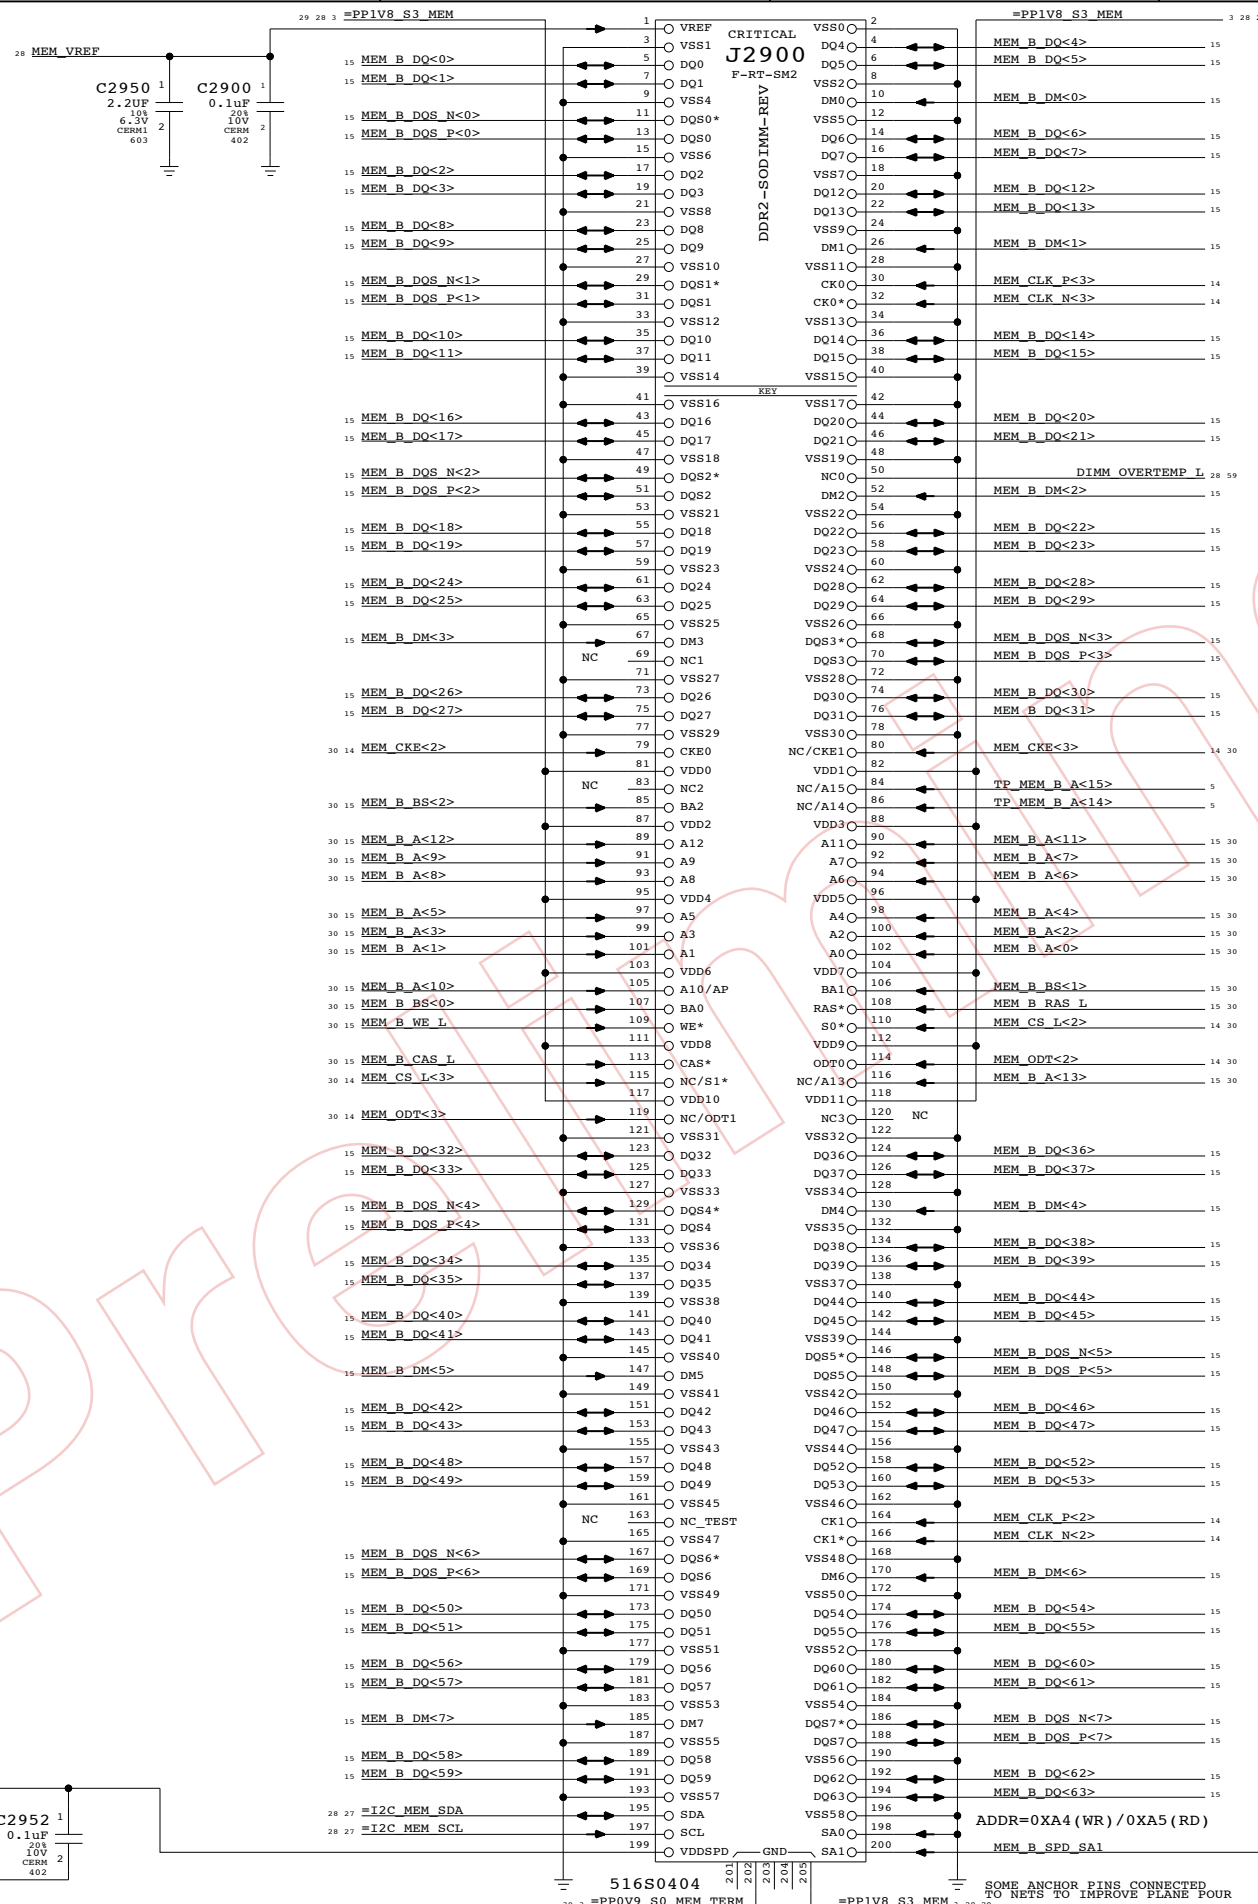 29 28 3 =PP1V8_S3_MEM
=PP1V8_S3_MEM 3 28 2
28 MEM_VREF
C2950 1
2.2UF
10%
6.3V
CERM1 2
603
C2900 1
0.1uF
20%
10V
CERM 2
402
CRITICAL
J2900
F-RT-SM2
DDR2-SODIMM-REV
KEY
1 VREF VSS0 2
3 VSS1 DQ4 4 MEM_B_DQ<4> 15
15 MEM_B_DQ<0> 5 DQ0 DQ5 6 MEM_B_DQ<5> 15
15 MEM_B_DQ<1> 7 DQ1 VSS2 8
9 VSS4 DM0 10 MEM_B_DM<0> 15
15 MEM_B_DQS_N<0> 11 DQS0* VSS5 12
15 MEM_B_DQS_P<0> 13 DQS0 DQ6 14 MEM_B_DQ<6> 15
15 VSS6 DQ7 16 MEM_B_DQ<7> 15
15 MEM_B_DQ<2> 17 DQ2 VSS7 18
15 MEM_B_DQ<3> 19 DQ3 DQ12 20 MEM_B_DQ<12> 15
21 VSS8 DQ13 22 MEM_B_DQ<13> 15
15 MEM_B_DQ<8> 23 DQ8 VSS9 24
15 MEM_B_DQ<9> 25 DQ9 DM1 26 MEM_B_DM<1> 15
27 VSS10 VSS11 28
15 MEM_B_DQS_N<1> 29 DQS1* CK0 30 MEM_CLK_P<3> 14
15 MEM_B_DQS_P<1> 31 DQS1 CK0* 32 MEM_CLK_N<3> 14
33 VSS12 VSS13 34
15 MEM_B_DQ<10> 35 DQ10 DQ14 36 MEM_B_DQ<14> 15
15 MEM_B_DQ<11> 37 DQ11 DQ15 38 MEM_B_DQ<15> 15
39 VSS14 VSS15 40
41 VSS16 VSS17 42
15 MEM_B_DQ<16> 43 DQ16 DQ20 44 MEM_B_DQ<20> 15
15 MEM_B_DQ<17> 45 DQ17 DQ21 46 MEM_B_DQ<21> 15
47 VSS18 VSS19 48
15 MEM_B_DQS_N<2> 49 DQS2* NC0 50 DIMM_OVERTEMP_L 28 59
15 MEM_B_DQS_P<2> 51 DQS2 DM2 52 MEM_B_DM<2> 15
53 VSS21 VSS22 54
15 MEM_B_DQ<18> 55 DQ18 DQ22 56 MEM_B_DQ<22> 15
15 MEM_B_DQ<19> 57 DQ19 DQ23 58 MEM_B_DQ<23> 15
59 VSS23 VSS24 60
15 MEM_B_DQ<24> 61 DQ24 DQ28 62 MEM_B_DQ<28> 15
15 MEM_B_DQ<25> 63 DQ25 DQ29 64 MEM_B_DQ<29> 15
65 VSS25 VSS26 66
15 MEM_B_DM<3> 67 DM3 DQS3* 68 MEM_B_DQS_N<3> 15
NC 69 NC1 DQS3 70 MEM_B_DQS_P<3> 15
71 VSS27 VSS28 72
15 MEM_B_DQ<26> 73 DQ26 DQ30 74 MEM_B_DQ<30> 15
15 MEM_B_DQ<27> 75 DQ27 DQ31 76 MEM_B_DQ<31> 15
77 VSS29 VSS30 78
30 14 MEM_CKE<2> 79 CKE0 NC/CKE1 80 MEM_CKE<3> 14 30
81 VDD0 VDD1 82
NC 83 NC2 NC/A15 84 TP_MEM_B_A<15> 5
30 15 MEM_B_BS<2> 85 BA2 NC/A14 86 TP_MEM_B_A<14> 5
87 VDD2 VDD3 88
30 15 MEM_B_A<12> 89 A12 A11 90 MEM_B_A<11> 15 30
30 15 MEM_B_A<9> 91 A9 A7 92 MEM_B_A<7> 15 30
30 15 MEM_B_A<8> 93 A8 A6 94 MEM_B_A<6> 15 30
95 VDD4 VDD5 96
30 15 MEM_B_A<5> 97 A5 A4 98 MEM_B_A<4> 15 30
30 15 MEM_B_A<3> 99 A3 A2 100 MEM_B_A<2> 15 30
30 15 MEM_B_A<1> 101 A1 A0 102 MEM_B_A<0> 15 30
103 VDD6 VDD7 104
30 15 MEM_B_A<10> 105 A10/AP BA1 106 MEM_B_BS<1> 15 30
30 15 MEM_B_BS<0> 107 BA0 RAS* 108 MEM_B_RAS_L 15 30
30 15 MEM_B_WE_L 109 WE* S0* 110 MEM_CS_L<2> 14 30
111 VDD8 VDD9 112
30 15 MEM_B_CAS_L 113 CAS* ODT0 114 MEM_ODT<2> 14 30
30 14 MEM_CS_L<3> 115 NC/S1* NC/A13 116 MEM_B_A<13> 15 30
117 VDD10 VDD11 118
30 14 MEM_ODT<3> 119 NC/ODT1 NC3 120 NC
121 VSS31 VSS32 122
15 MEM_B_DQ<32> 123 DQ32 DQ36 124 MEM_B_DQ<36> 15
15 MEM_B_DQ<33> 125 DQ33 DQ37 126 MEM_B_DQ<37> 15
127 VSS33 VSS34 128
15 MEM_B_DQS_N<4> 129 DQS4* DM4 130 MEM_B_DM<4> 15
15 MEM_B_DQS_P<4> 131 DQS4 VSS35 132
133 VSS36 DQ38 134 MEM_B_DQ<38> 15
15 MEM_B_DQ<34> 135 DQ34 DQ39 136 MEM_B_DQ<39> 15
15 MEM_B_DQ<35> 137 DQ35 VSS37 138
139 VSS38 DQ44 140 MEM_B_DQ<44> 15
15 MEM_B_DQ<40> 141 DQ40 DQ45 142 MEM_B_DQ<45> 15
15 MEM_B_DQ<41> 143 DQ41 VSS39 144
145 VSS40 DQS5* 146 MEM_B_DQS_N<5> 15
15 MEM_B_DM<5> 147 DM5 DQS5 148 MEM_B_DQS_P<5> 15
149 VSS41 VSS42 150
15 MEM_B_DQ<42> 151 DQ42 DQ46 152 MEM_B_DQ<46> 15
15 MEM_B_DQ<43> 153 DQ43 DQ47 154 MEM_B_DQ<47> 15
155 VSS43 VSS44 156
15 MEM_B_DQ<48> 157 DQ48 DQ52 158 MEM_B_DQ<52> 15
15 MEM_B_DQ<49> 159 DQ49 DQ53 160 MEM_B_DQ<53> 15
161 VSS45 VSS46 162
NC 163 NC_TEST CK1 164 MEM_CLK_P<2> 14
165 VSS47 CK1* 166 MEM_CLK_N<2> 14
15 MEM_B_DQS_N<6> 167 DQS6* VSS48 168
15 MEM_B_DQS_P<6> 169 DQS6 DM6 170 MEM_B_DM<6> 15
171 VSS49 VSS50 172
15 MEM_B_DQ<50> 173 DQ50 DQ54 174 MEM_B_DQ<54> 15
15 MEM_B_DQ<51> 175 DQ51 DQ55 176 MEM_B_DQ<55> 15
177 VSS51 VSS52 178
15 MEM_B_DQ<56> 179 DQ56 DQ60 180 MEM_B_DQ<60> 15
15 MEM_B_DQ<57> 181 DQ57 DQ61 182 MEM_B_DQ<61> 15
183 VSS53 VSS54 184
15 MEM_B_DM<7> 185 DM7 DQS7* 186 MEM_B_DQS_N<7> 15
187 VSS55 DQS7 188 MEM_B_DQS_P<7> 15
15 MEM_B_DQ<58> 189 DQ58 VSS56 190
15 MEM_B_DQ<59> 191 DQ59 DQ62 192 MEM_B_DQ<62> 15
193 VSS57 DQ63 194 MEM_B_DQ<63> 15
28 27 =I2C_MEM_SDA 195 SDA VSS58 196
28 27 =I2C_MEM_SCL 197 SCL SA0 198
ADDR=0XA4(WR)/0XA5(RD)
199 VDDSPD GND SA1 200 MEM_B_SPD_SA1
C2952 1
0.1uF
20%
10V
CERM 2
402
201 202 203 204 205
516S0404
SOME ANCHOR PINS CONNECTED
TO NETS TO IMPROVE PLANE POUR
=PP0V9_S0_MEM_TERM
=PP1V8_S3_MEM
Prelimin